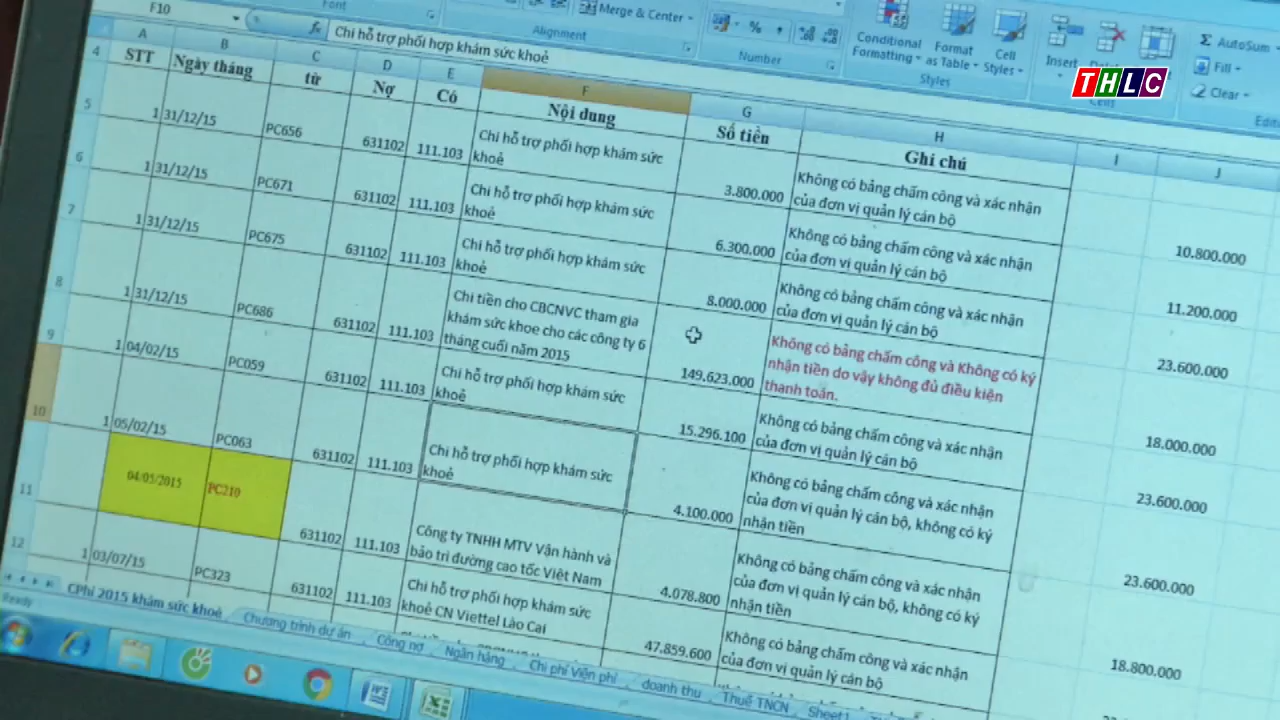 F10
Chi hỗ trợ phối hợp khám sức khoẻ
Font
Merge & Center
Alignment
%
Number
Conditional
Formatting
Format
as Table
Cell
Styles
Styles
Insert
Cells
Σ AutoSum
Fill
Clear
THLC
A B C D E F G H I J
4 STT Ngày tháng từ Nợ Có Nội dung Số tiền Ghi chú
5 1 31/12/15 PC656 631102 111.103 Chi hỗ trợ phối hợp khám sức
khoẻ 3.800.000 Không có bảng chấm công và xác nhận
của đơn vị quản lý cán bộ 10.800.000
6 1 31/12/15 PC671 631102 111.103 Chi hỗ trợ phối hợp khám sức
khoẻ 6.300.000 Không có bảng chấm công và xác nhận
của đơn vị quản lý cán bộ 11.200.000
7 1 31/12/15 PC675 631102 111.103 Chi hỗ trợ phối hợp khám sức
khoẻ 8.000.000 Không có bảng chấm công và xác nhận
của đơn vị quản lý cán bộ 23.600.000
8 1 31/12/15 PC686 631102 111.103 Chi tiền cho CBCNVC tham gia
khám sức khoe cho các công ty 6
tháng cuối năm 2015 149.623.000 Không có bảng chấm công và Không có ký
nhận tiền do vậy không đủ điều kiện
thanh toán. 18.000.000
9 1 04/02/15 PC059 631102 111.103 Chi hỗ trợ phối hợp khám sức
khoẻ 15.296.100 Không có bảng chấm công và xác nhận
của đơn vị quản lý cán bộ 23.600.000
10 1 05/02/15 PC063 631102 111.103 Chi hỗ trợ phối hợp khám sức
khoẻ 4.100.000 Không có bảng chấm công và xác nhận
của đơn vị quản lý cán bộ, không có ký
nhận tiền 23.600.000
11 04/05/2015 PC210 631102 111.103 Công ty TNHH MTV Vận hành và
bảo trì đường cao tốc Việt Nam 4.078.800 Không có bảng chấm công và xác nhận
của đơn vị quản lý cán bộ, không có ký
nhận tiền 18.800.000
12 1 03/07/15 PC323 631102 111.103 Chi hỗ trợ phối hợp khám sức
khoẻ CN Viettel Lào Cai 47.859.600 Không có bảng chấm công và xác nhận
của đơn vị quản lý cán bộ
CPhi 2015 khám sức khoẻ Chương trình dự án Công nợ Ngân hàng Chi phí Viện phí doanh thu Thuế TNCN Sheet1
Ready